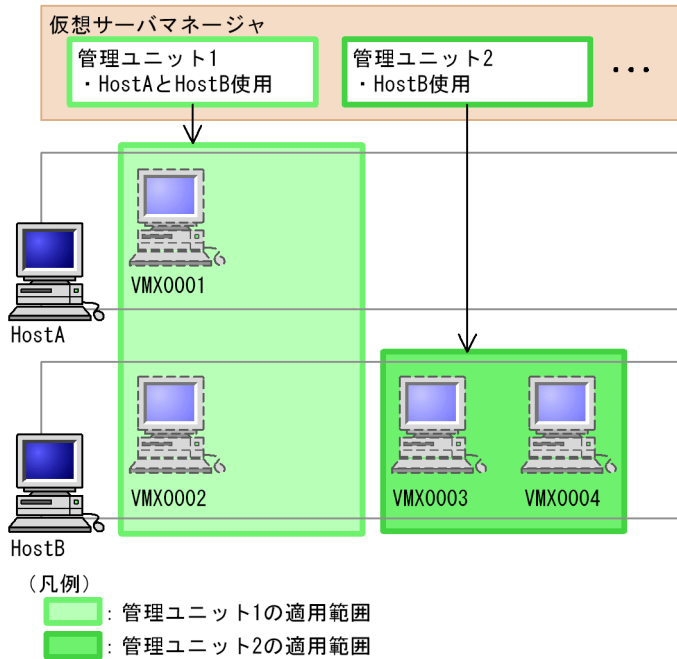 仮想サーバマネージャ
管理ユニット1
・HostAとHostB使用
管理ユニット2
・HostB使用
・・・
VMX0001
HostA
VMX0002
VMX0003
VMX0004
HostB
(凡例)
：管理ユニット1の適用範囲
：管理ユニット2の適用範囲